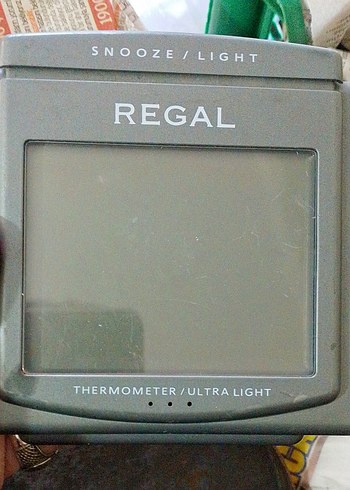 SNOOZE / LIGHT
REGAL
THERMOMETER / ULTRA LIGHT